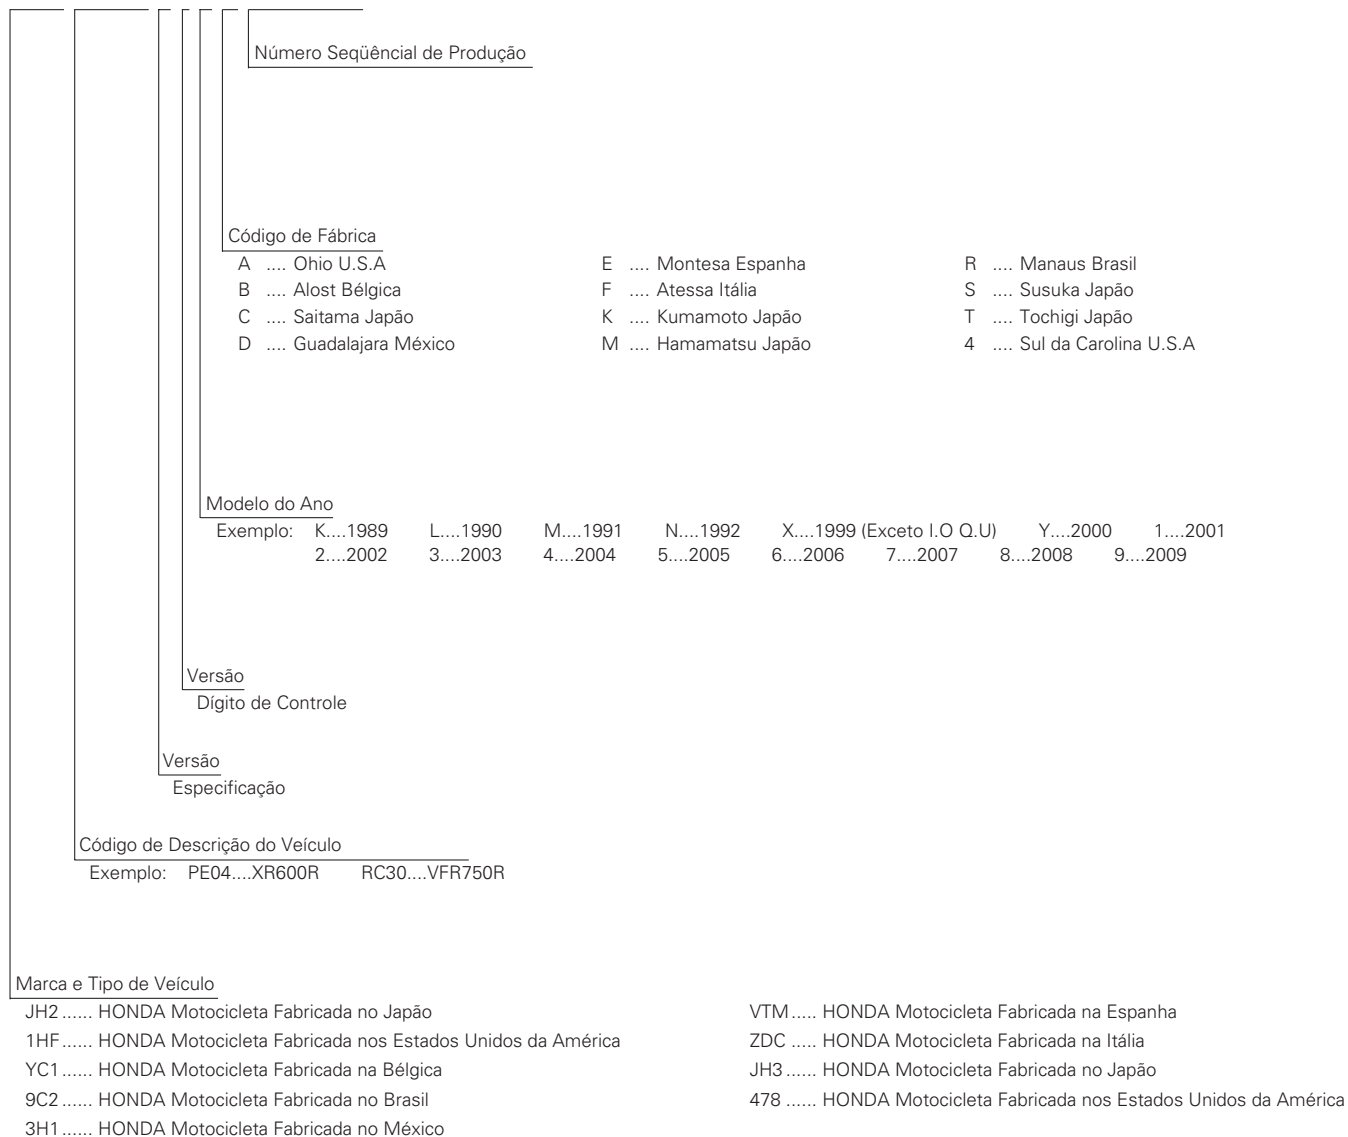 Número Seqüêncial de Produção
Código de Fábrica
A .... Ohio U.S.A E .... Montesa Espanha R .... Manaus Brasil
B .... Alost Bélgica F .... Atessa Itália S .... Susuka Japão
C .... Saitama Japão K .... Kumamoto Japão T .... Tochigi Japão
D .... Guadalajara México M .... Hamamatsu Japão 4 .... Sul da Carolina U.S.A
Modelo do Ano
Exemplo: K....1989 L....1990 M....1991 N....1992 X....1999 (Exceto I.O Q.U) Y....2000 1....2001
2....2002 3....2003 4....2004 5....2005 6....2006 7....2007 8....2008 9....2009
Versão
Dígito de Controle
Versão
Especificação
Código de Descrição do Veículo
Exemplo: PE04....XR600R RC30....VFR750R
Marca e Tipo de Veículo
JH2 ...... HONDA Motocicleta Fabricada no Japão VTM ..... HONDA Motocicleta Fabricada na Espanha
1HF ...... HONDA Motocicleta Fabricada nos Estados Unidos da América ZDC ..... HONDA Motocicleta Fabricada na Itália
YC1 ...... HONDA Motocicleta Fabricada na Bélgica JH3 ...... HONDA Motocicleta Fabricada no Japão
9C2 ...... HONDA Motocicleta Fabricada no Brasil 478 ...... HONDA Motocicleta Fabricada nos Estados Unidos da América
3H1 ...... HONDA Motocicleta Fabricada no México